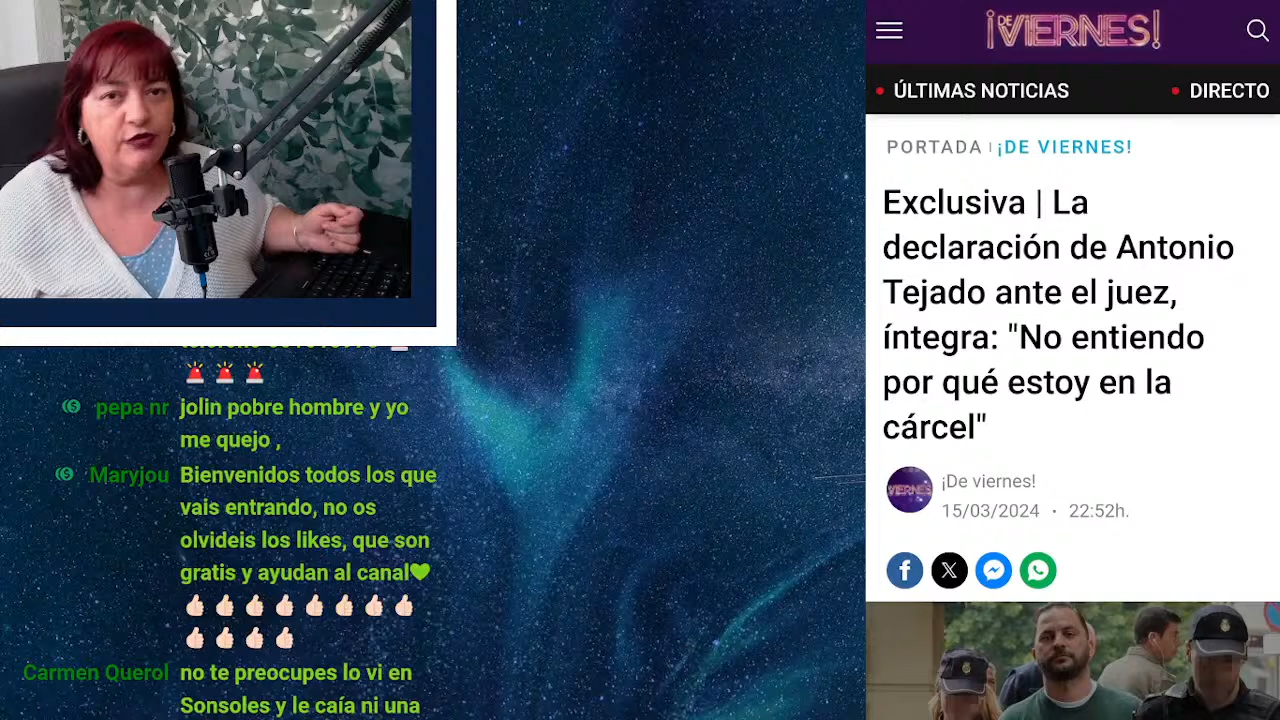 ¡DE VIERNES!
ÚLTIMAS NOTICIAS
DIRECTO
PORTADA | ¡DE VIERNES!
Exclusiva | La
declaración de Antonio
Tejado ante el juez,
íntegra: "No entiendo
por qué estoy en la
cárcel"
VIERNES
¡De viernes!
15/03/2024 · 22:52h.
🚨 🚨 🚨
pepa nr jolin pobre hombre y yo
me quejo ,
Maryjou Bienvenidos todos los que
vais entrando, no os
olvideis los likes, que son
gratis y ayudan al canal💚
👍🏻👍🏻👍🏻👍🏻👍🏻👍🏻👍🏻👍🏻
👍🏻👍🏻👍🏻👍🏻
Carmen Querol no te preocupes lo vi en
Sonsoles y le caía ni una